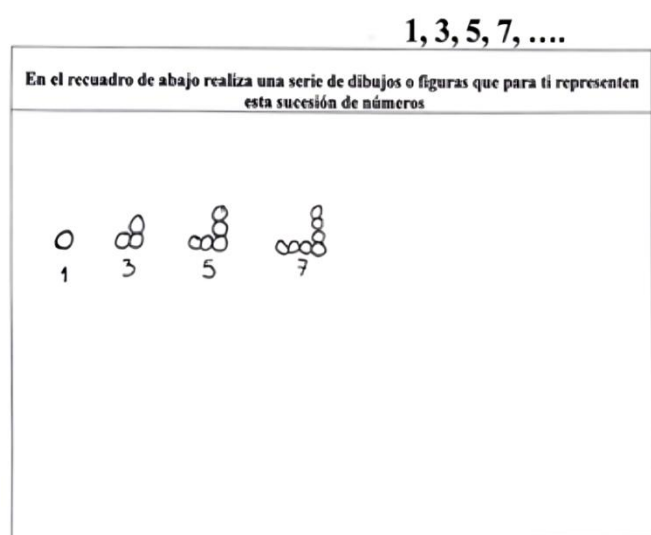 1, 3, 5, 7, ....
En el recuadro de abajo realiza una serie de dibujos o figuras que para ti representen
esta sucesión de números
1 3 5 7